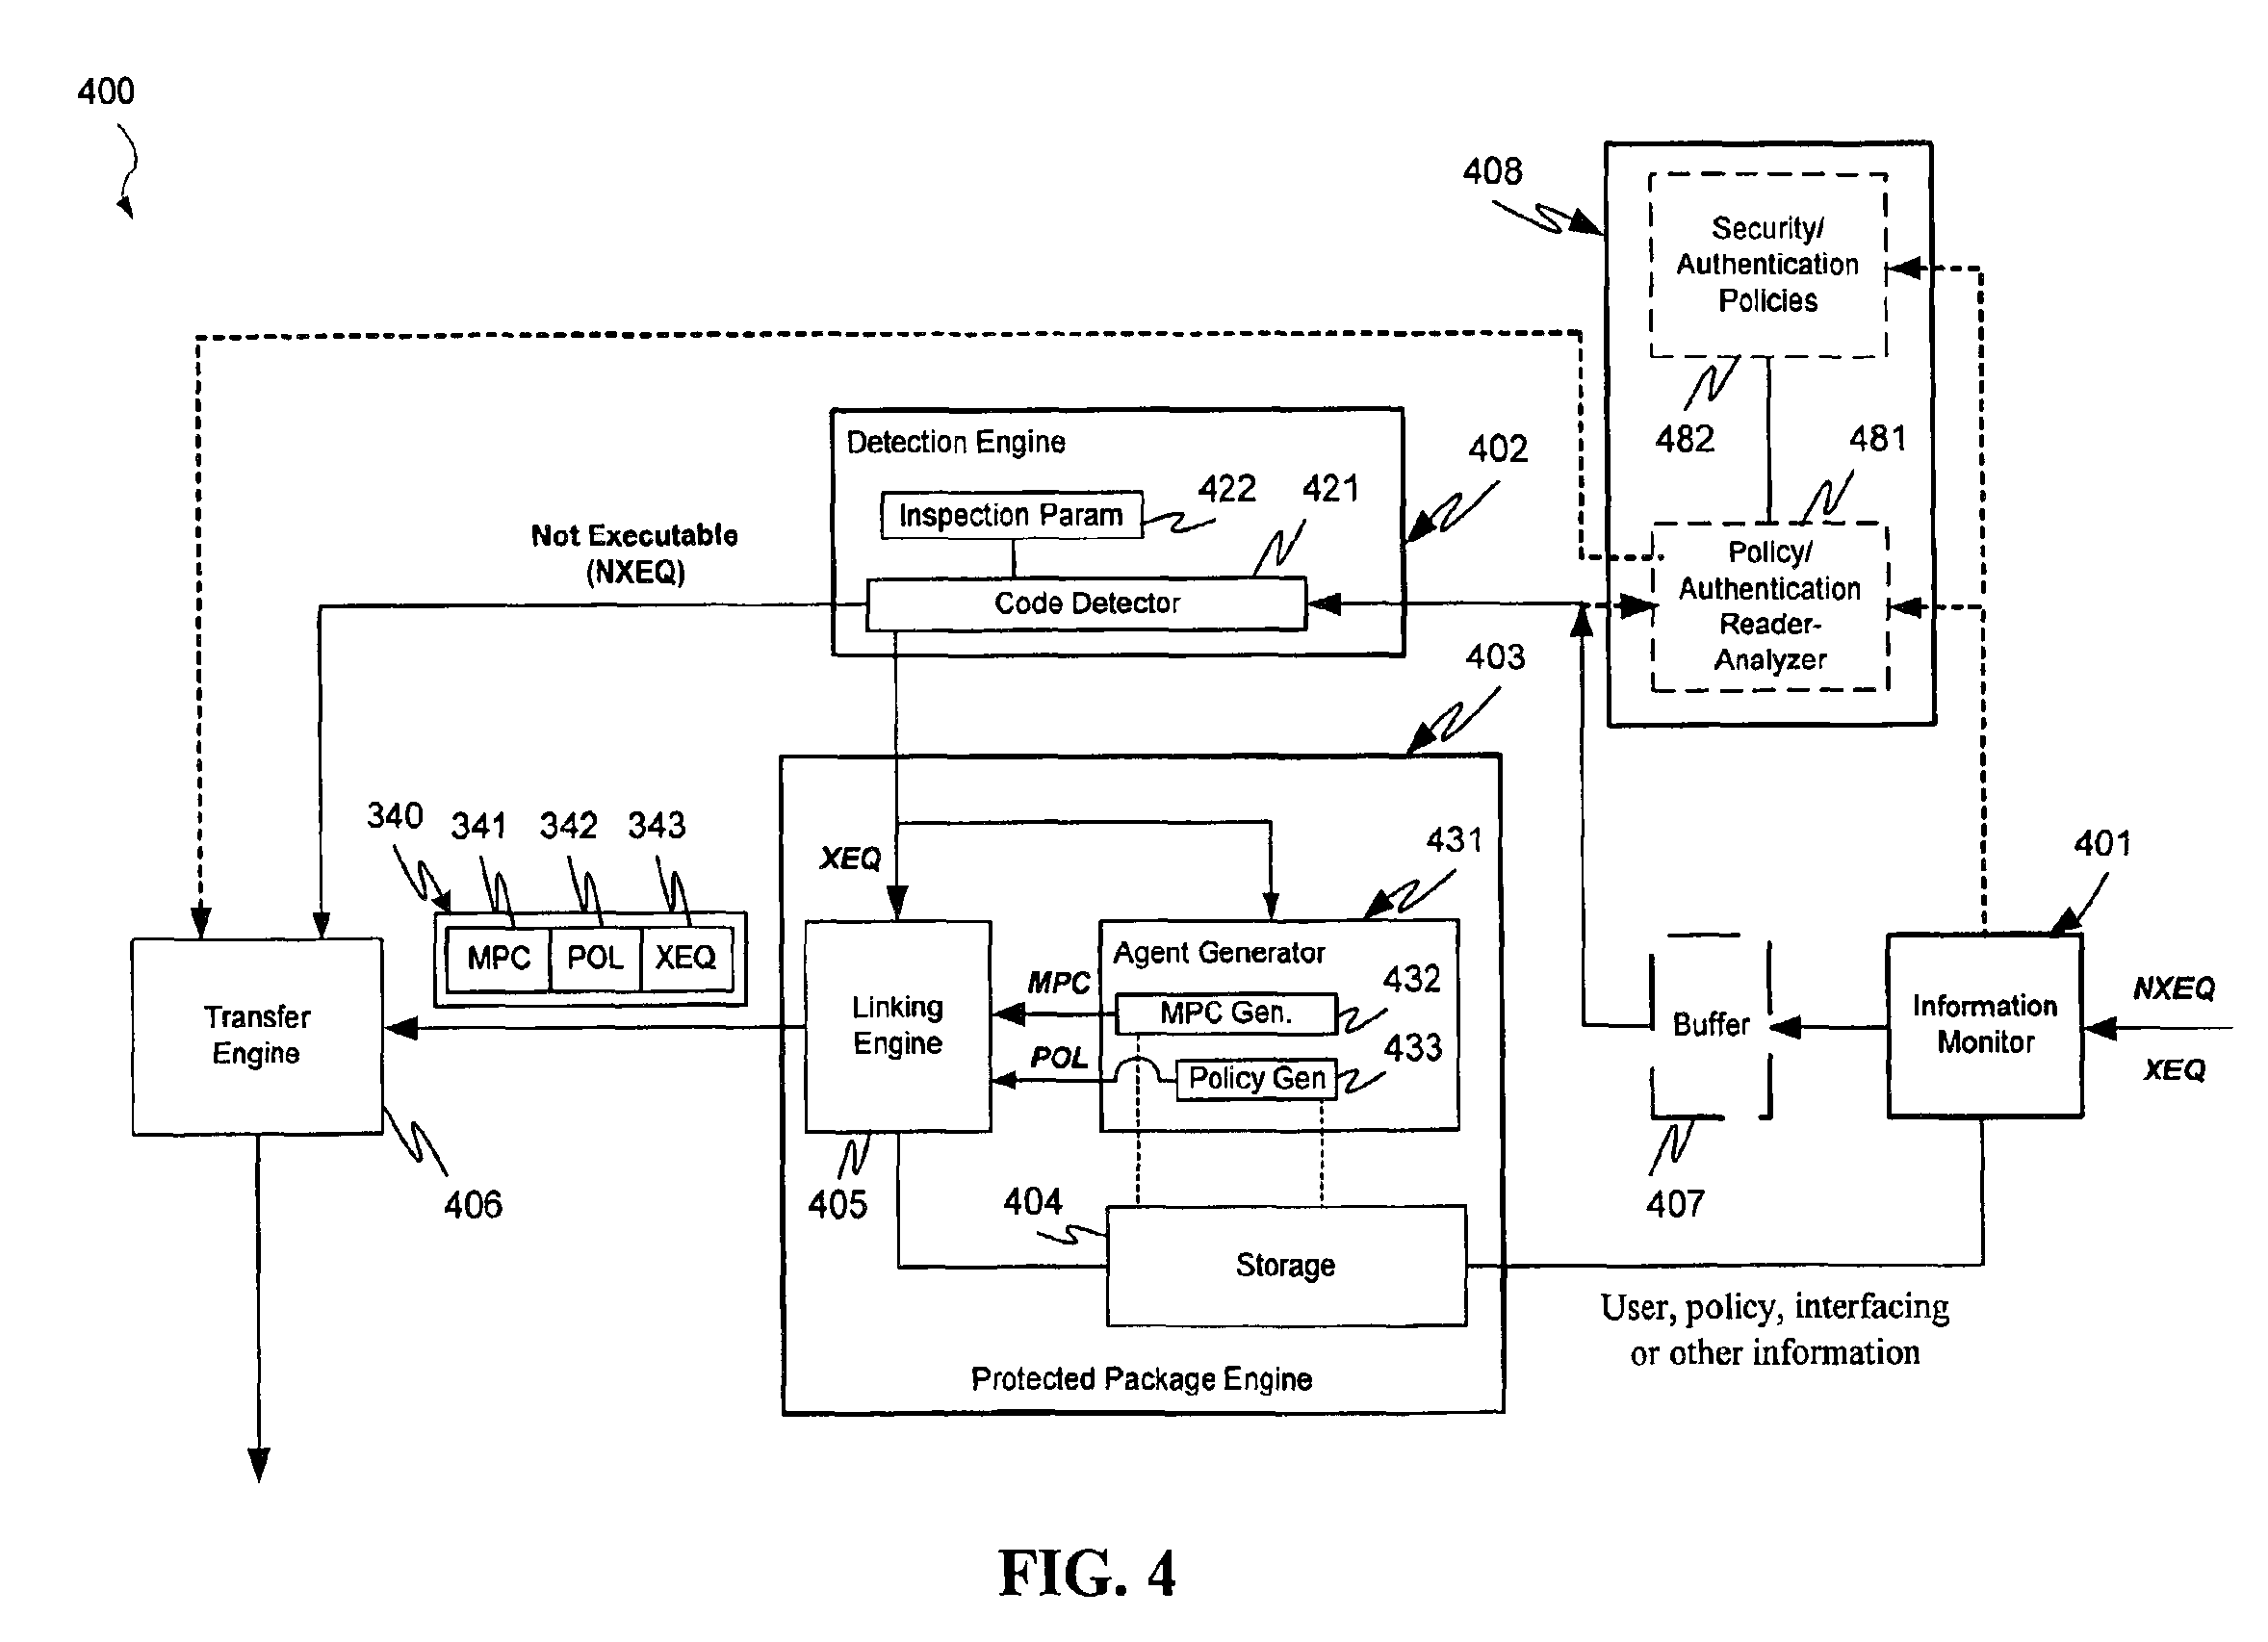 400
408
Security/
Authentication
Policies
482
481
Policy/
Authentication
Reader-
Analyzer
Detection Engine
402
422
421
Inspection Param
Code Detector
Not Executable
(NXEQ)
403
340
341
342
343
MPC
POL
XEQ
XEQ
431
Agent Generator
MPC
432
MPC Gen.
POL
433
Policy Gen
Linking
Engine
405
404
Storage
Protected Package Engine
Transfer
Engine
406
Buffer
407
401
Information
Monitor
NXEQ
XEQ
User, policy, interfacing
or other information
FIG. 4